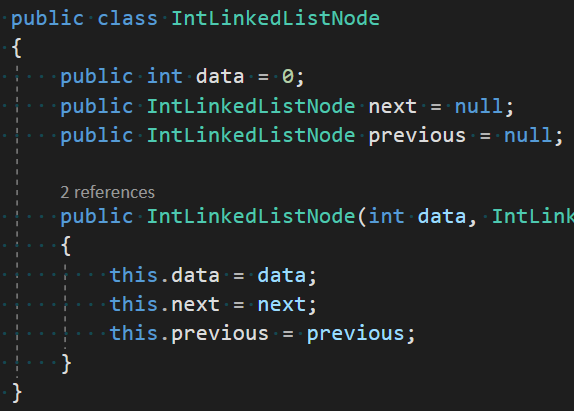 public class IntLinkedListNode
{
public int data = 0;
public IntLinkedListNode next = null;
public IntLinkedListNode previous = null;
2 references
public IntLinkedListNode(int data, IntLink
{
this.data = data;
this.next = next;
this.previous = previous;
}
}